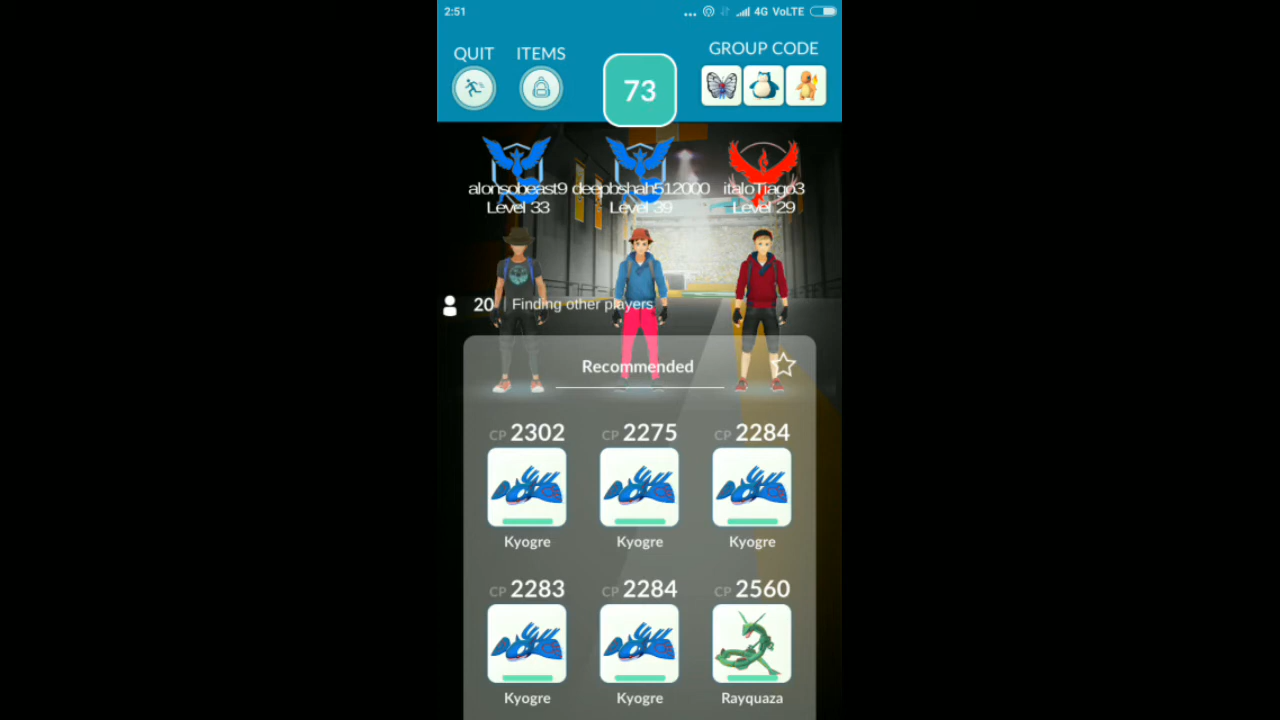 2:51
... 4G VoLTE
QUIT ITEMS
GROUP CODE
73
alonsobeast9 deepbshah512000 italoTiago3
Level 33 Level 39 Level 29
20 | Finding other players
Recommended
CP 2302 CP 2275 CP 2284
Kyogre Kyogre Kyogre
CP 2283 CP 2284 CP 2560
Kyogre Kyogre Rayquaza